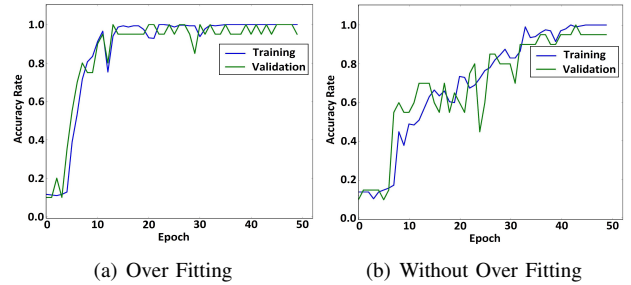 Accuracy Rate
1.0
0.8
0.6
0.4
0.2
0.0
0 10 20 30 40 50
Epoch
Training
Validation
(a) Over Fitting
Accuracy Rate
1.0
0.8
0.6
0.4
0.2
0.0
0 10 20 30 40 50
Epoch
Training
Validation
(b) Without Over Fitting